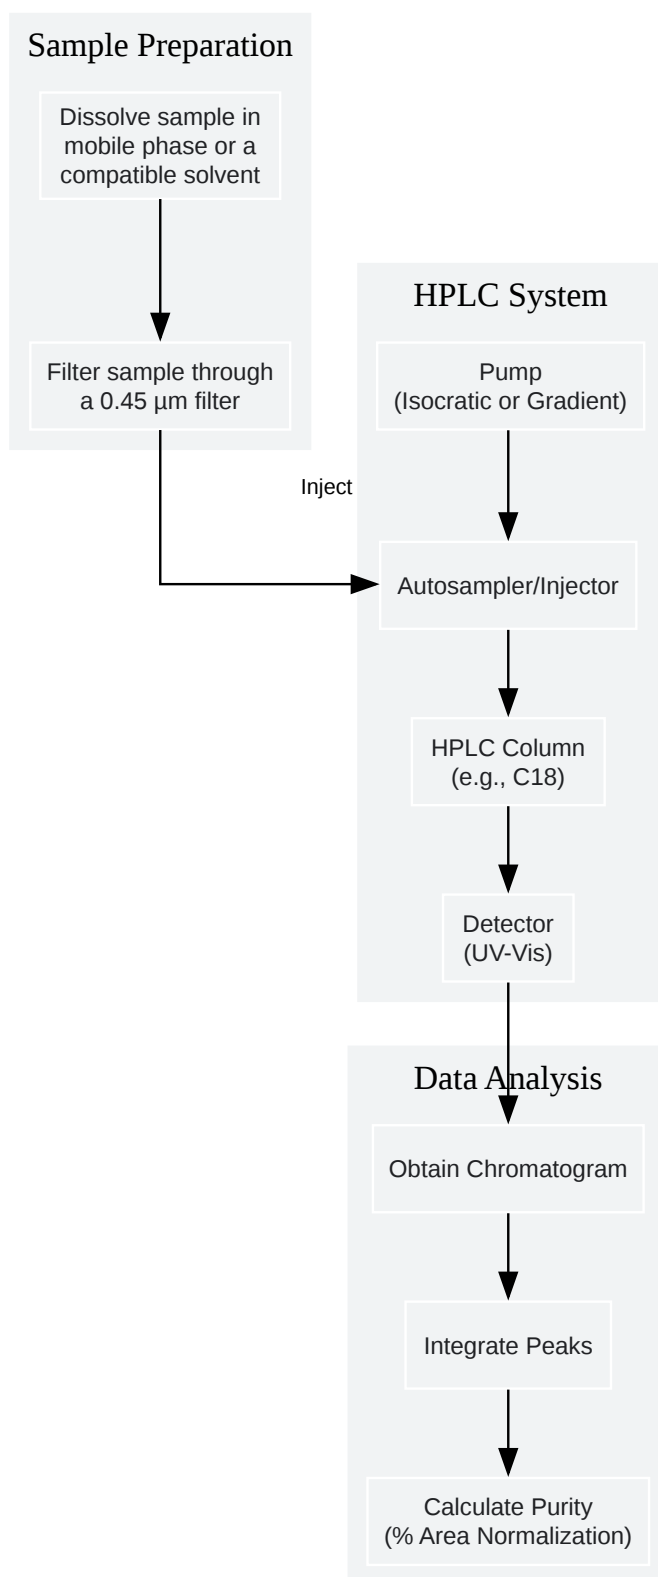 Sample Preparation
Dissolve sample in
mobile phase or a
compatible solvent
Filter sample through
a 0.45 µm filter
Inject
HPLC System
Pump
(Isocratic or Gradient)
Autosampler/Injector
HPLC Column
(e.g., C18)
Detector
(UV-Vis)
Data Analysis
Obtain Chromatogram
Integrate Peaks
Calculate Purity
(% Area Normalization)